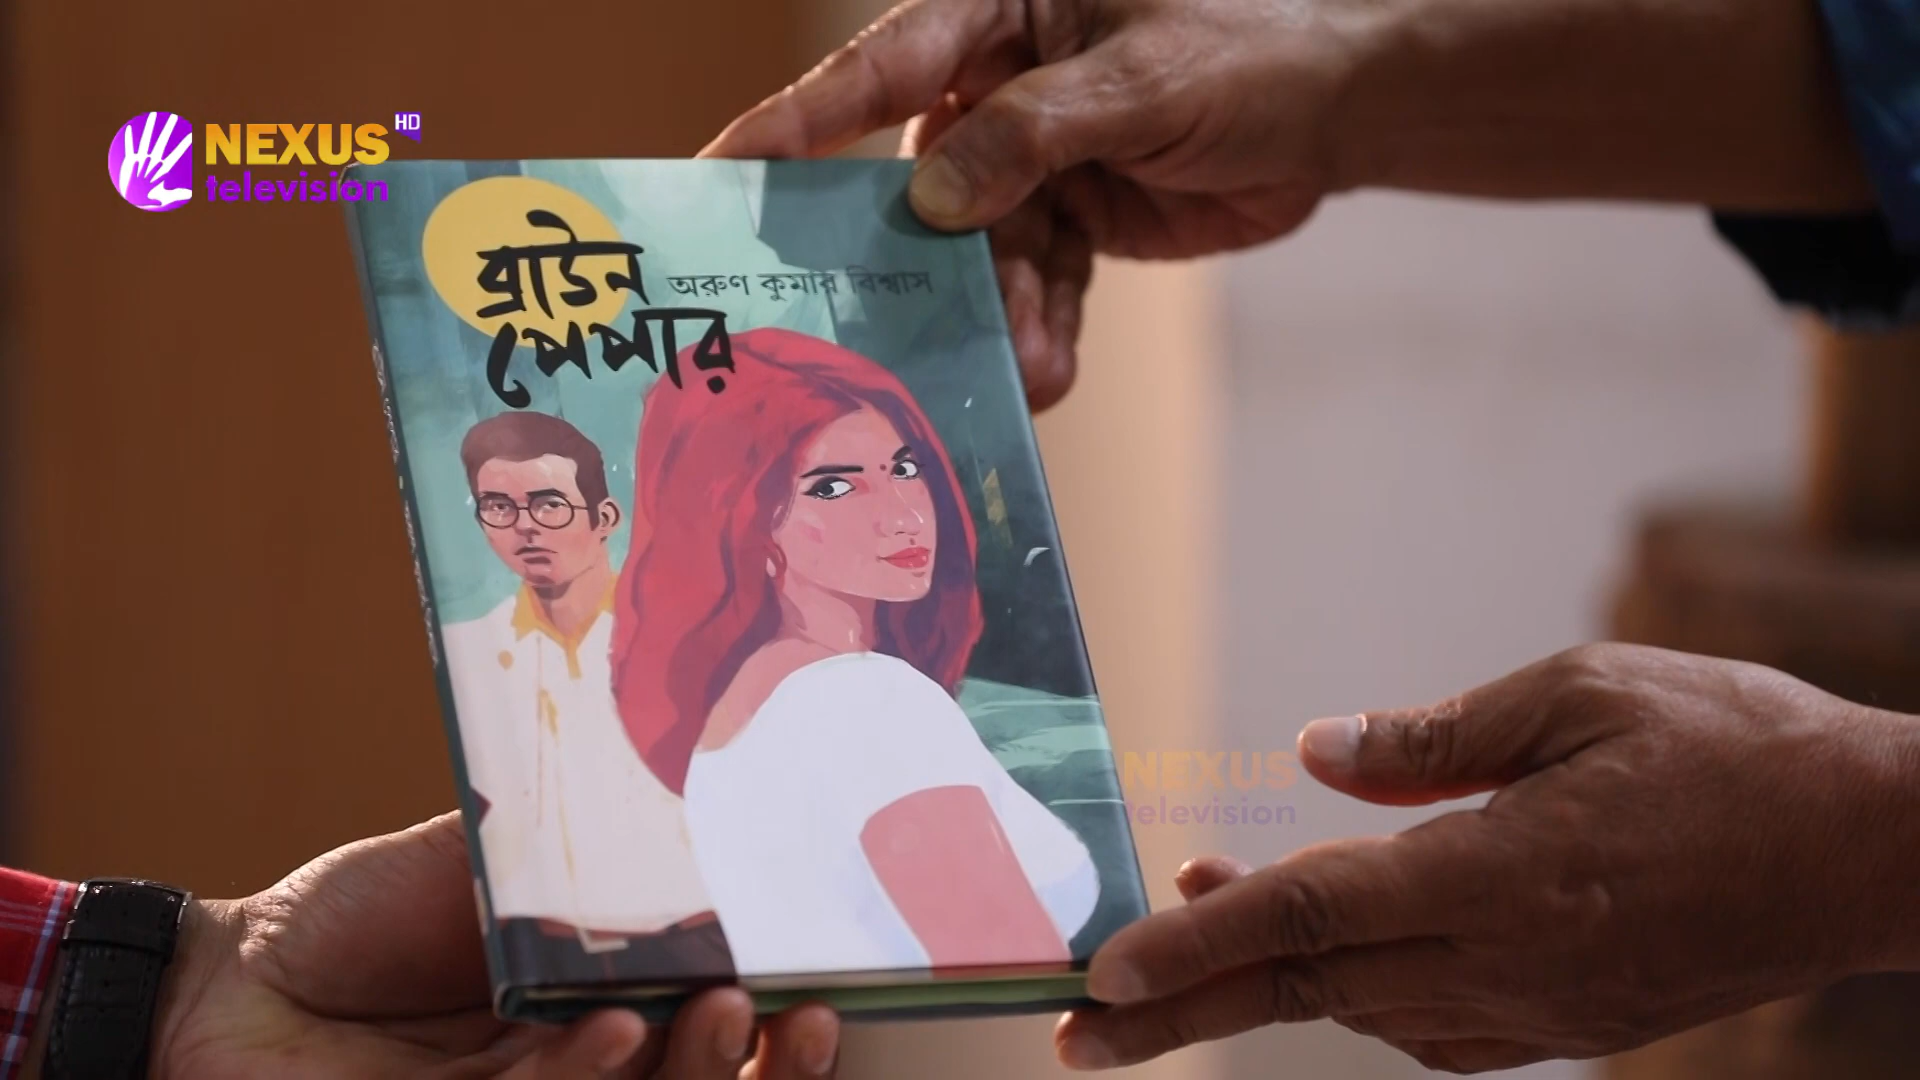 NEXUS HD
television
ব্রাউন
পেপার
অরুণ কুমার বিশ্বাস
NEXUS
television